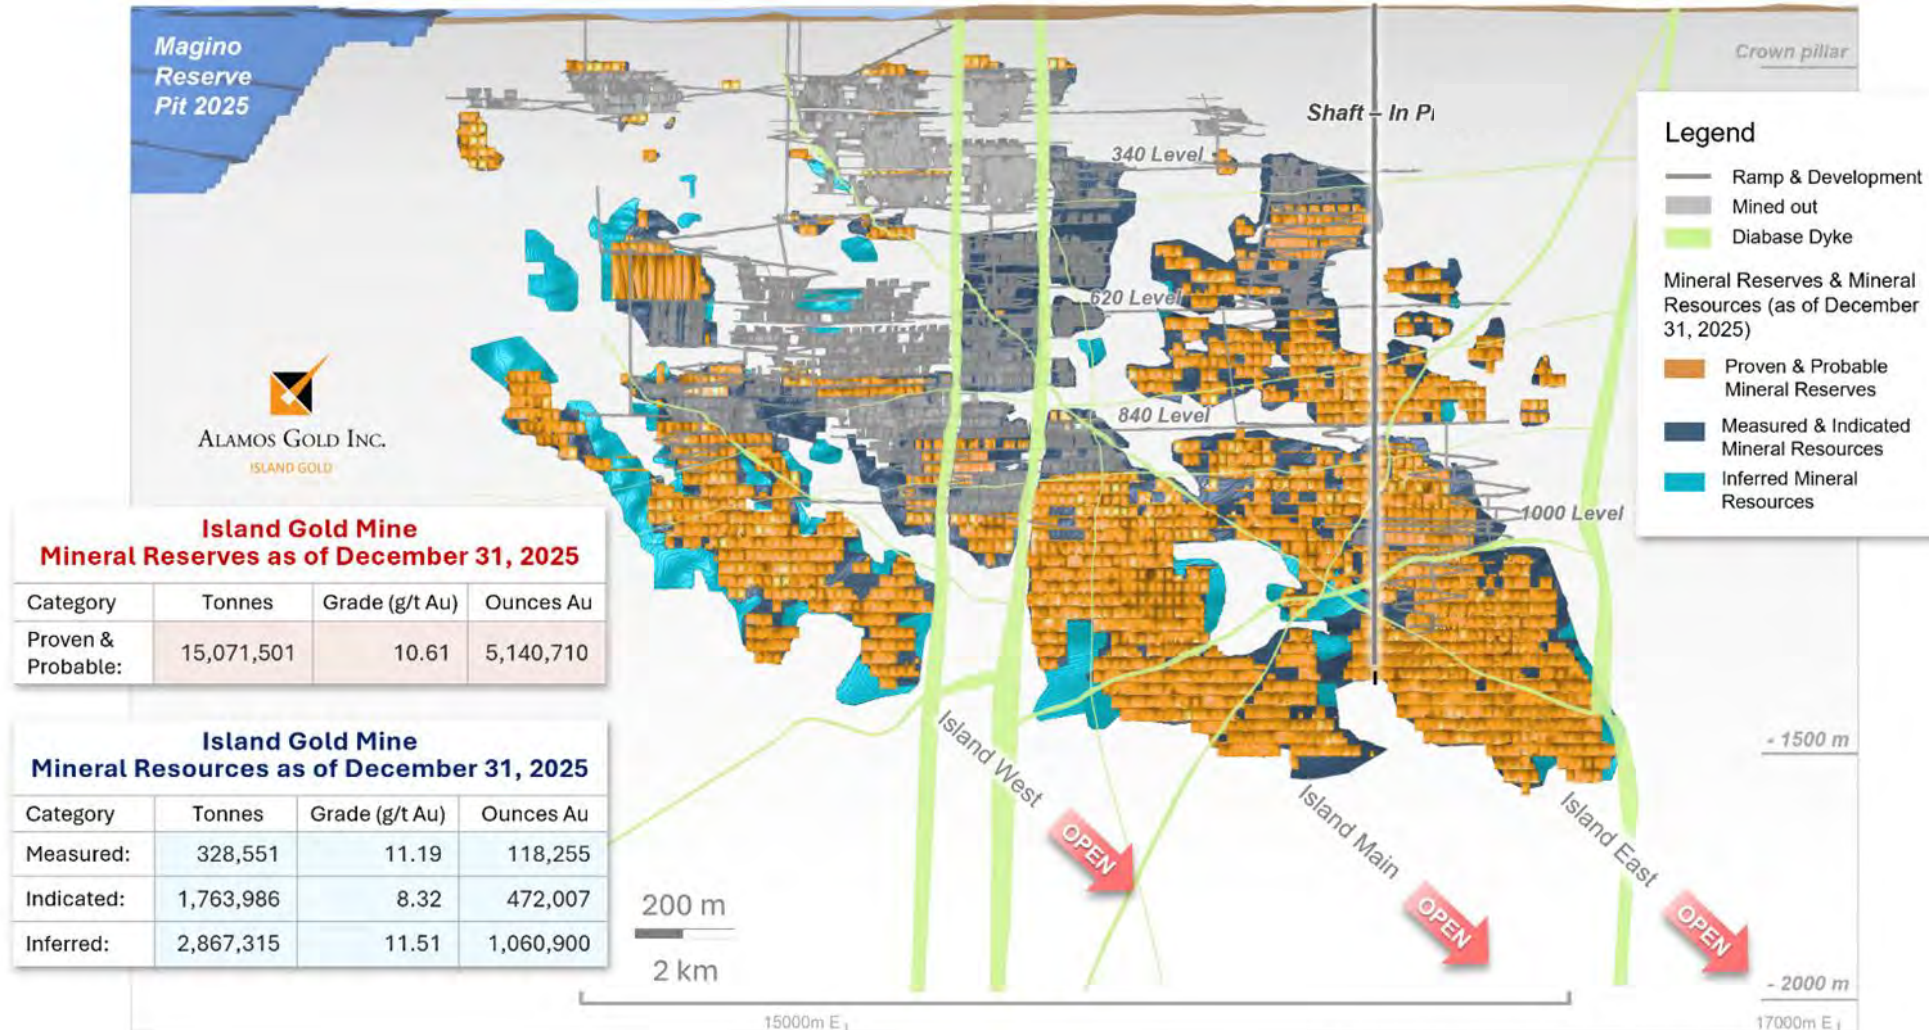 Magino
Reserve
Pit 2025
Crown pillar
Shaft – In
340 Level
620 Level
840 Level
1000 Level
Legend
Ramp & Development
Mined out
Diabase Dyke
Mineral Reserves & Mineral
Resources (as of December
31, 2025)
Proven & Probable
Mineral Reserves
Measured & Indicated
Mineral Resources
Inferred Mineral
Resources
ALAMOS GOLD INC.
ISLAND GOLD
Island Gold Mine
Mineral Reserves as of December 31, 2025
Category Tonnes Grade (g/t Au) Ounces Au
Proven &
Probable: 15,071,501 10.61 5,140,710
Island Gold Mine
Mineral Resources as of December 31, 2025
Category Tonnes Grade (g/t Au) Ounces Au
Measured: 328,551 11.19 118,255
Indicated: 1,763,986 8.32 472,007
Inferred: 2,867,315 11.51 1,060,900
Island West
OPEN
Island Main
OPEN
Island East
OPEN
- 1500 m
- 2000 m
200 m
2 km
15000m E
17000m E